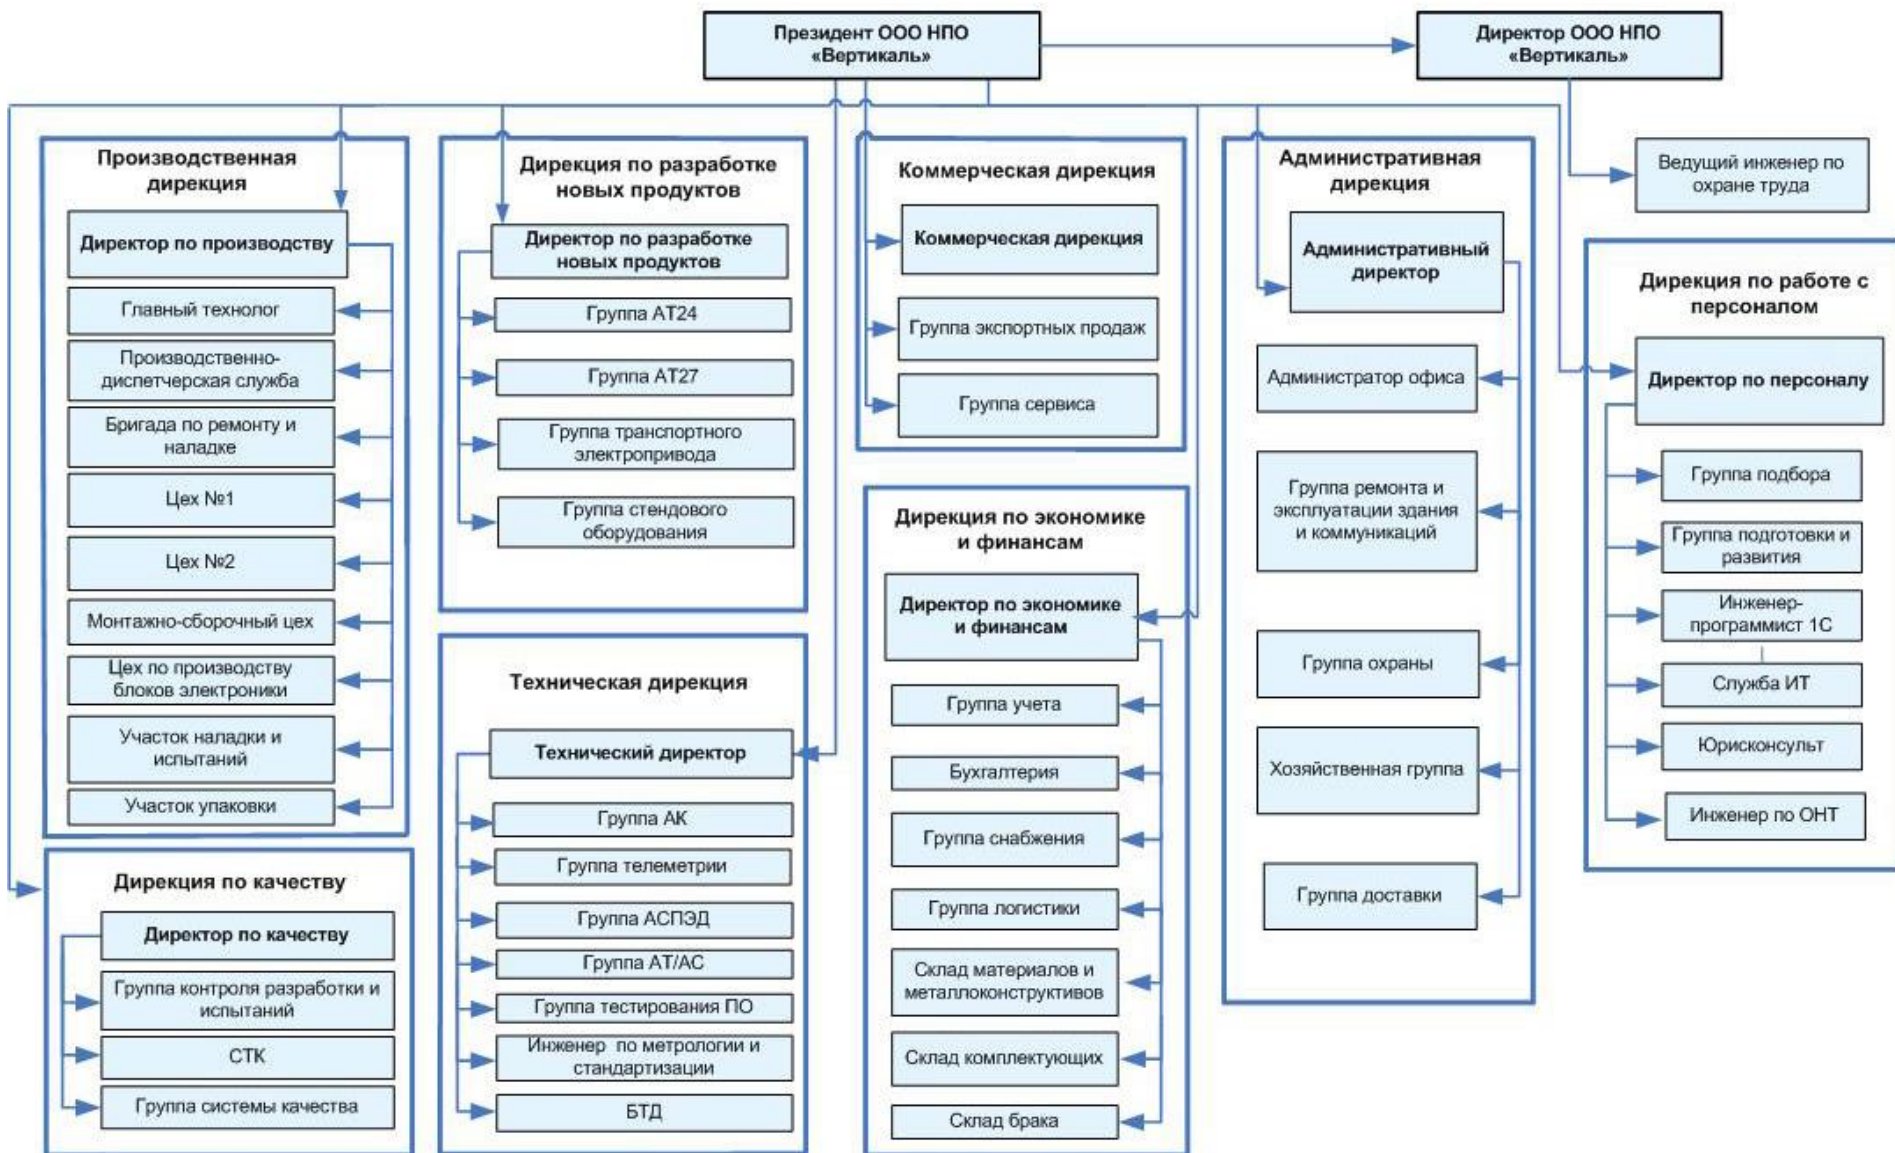 Президент ООО НПО
«Вертикаль»
Директор ООО НПО
«Вертикаль»
Ведущий инженер по
охране труда
Производственная
дирекция
Директор по производству
Главный технолог
Производственно-
диспетчерская служба
Бригада по ремонту и
наладке
Цех №1
Цех №2
Монтажно-сборочный цех
Цех по производству
блоков электроники
Участок наладки и
испытаний
Участок упаковки
Дирекция по качеству
Директор по качеству
Группа контроля разработки и
испытаний
СТК
Группа системы качества
Дирекция по разработке
новых продуктов
Директор по разработке
новых продуктов
Группа АТ24
Группа АТ27
Группа транспортного
электропривода
Группа стендового
оборудования
Техническая дирекция
Технический директор
Группа АК
Группа телеметрии
Группа АСПЭД
Группа АТ/АС
Группа тестирования ПО
Инженер по метрологии и
стандартизации
БТД
Коммерческая дирекция
Коммерческая дирекция
Группа экспортных продаж
Группа сервиса
Дирекция по экономике
и финансам
Директор по экономике
и финансам
Группа учета
Бухгалтерия
Группа снабжения
Группа логистики
Склад материалов и
металлоконструктивов
Склад комплектующих
Склад брака
Административная
дирекция
Административный
директор
Администратор офиса
Группа ремонта и
эксплуатации здания
и коммуникаций
Группа охраны
Хозяйственная группа
Группа доставки
Дирекция по работе с
персоналом
Директор по персоналу
Группа подбора
Группа подготовки и
развития
Инженер-
программист 1С
Служба ИТ
Юрисконсульт
Инженер по ОНТ